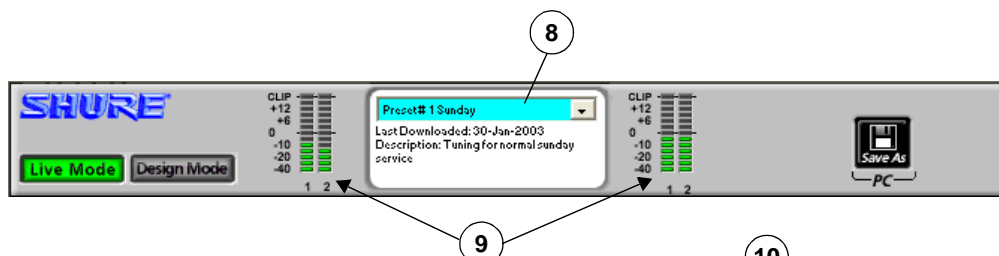 8
SHURE
CLIP
+12
+6
0
-10
-20
-40
1 2
Preset# 1 Sunday
Last Downloaded: 30-Jan-2003
Description: Tuning for normal sunday
service
CLIP
+12
+6
0
-10
-20
-40
1 2
Live Mode
Design Mode
Save As
PC
9
10